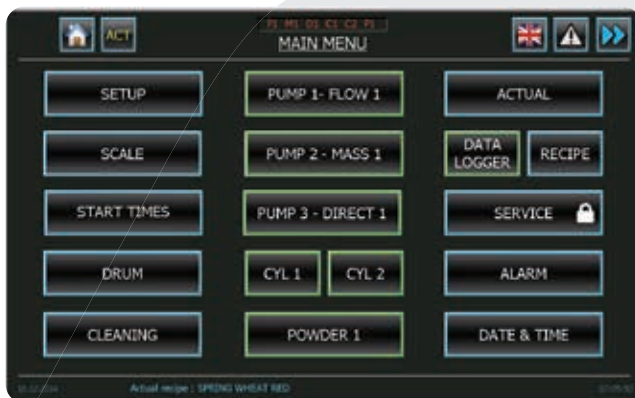 ACT
P1 M1 D1 C1 C2 P1
MAIN MENU
SETUP
PUMP 1- FLOW 1
ACTUAL
SCALE
PUMP 2 - MASS 1
DATA
LOGGER
RECIPE
START TIMES
PUMP 3 - DIRECT 1
SERVICE
DRUM
CYL 1
CYL 2
ALARM
CLEANING
POWDER 1
DATE & TIME
Actual recipe : SPRING WHEAT RED